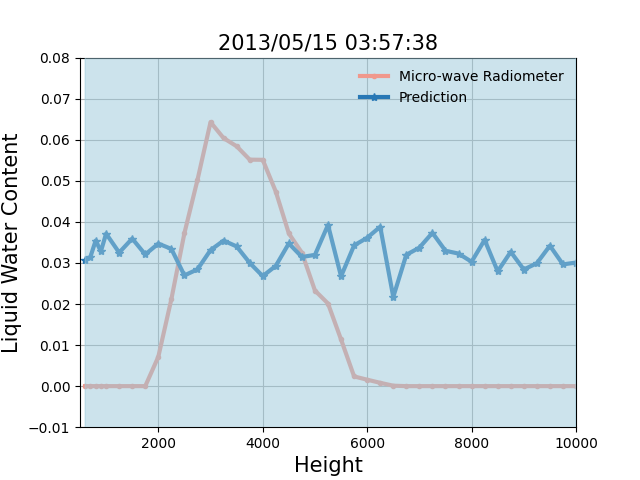 2013/05/15 03:57:38
Micro-wave Radiometer
Prediction
Liquid Water Content
0.08
0.07
0.06
0.05
0.04
0.03
0.02
0.01
0.00
−0.01
2000 4000 6000 8000 10000
Height